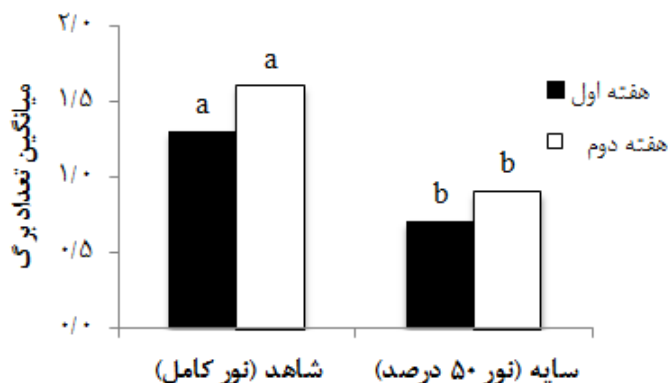 میانگین تعداد برگ
۲/۰
۱/۵
۱/۰
۰/۵
۰/۰
a
a
b
b
هفته اول
هفته دوم
شاهد (نور کامل)
سایه (نور ۵۰ درصد)